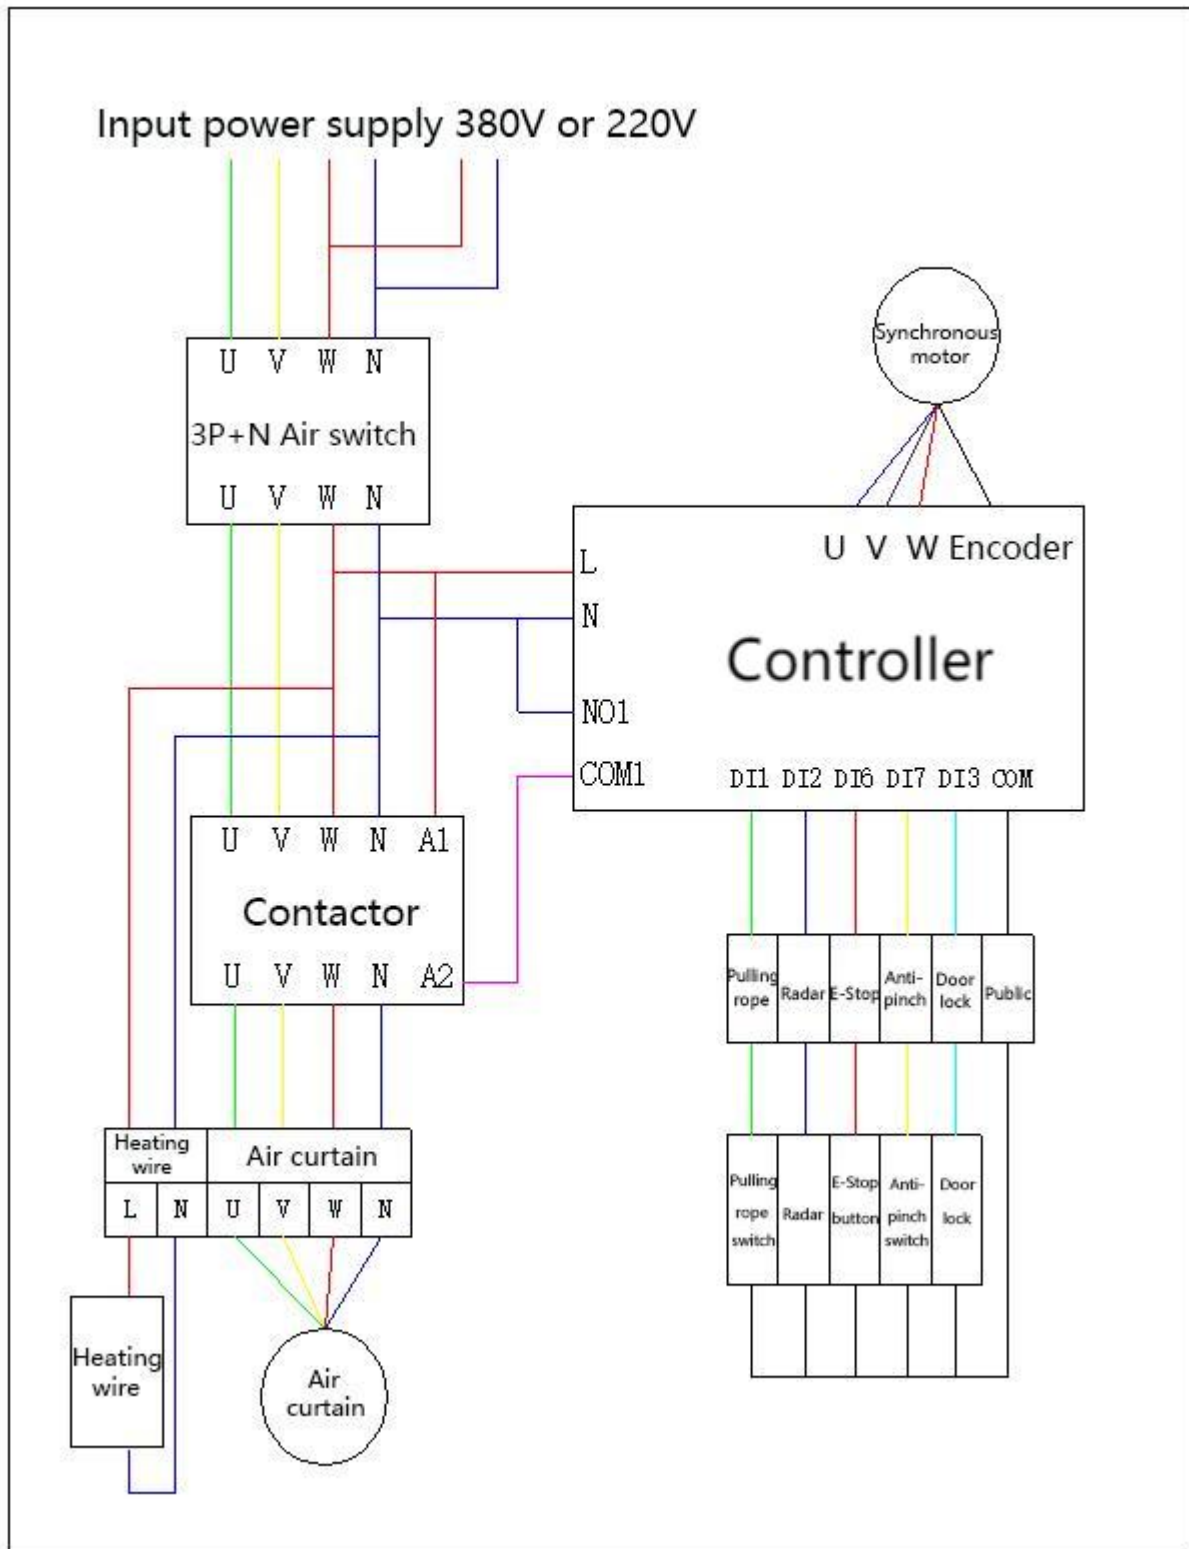 Input power supply 380V or 220V
U V W N
3P+N Air switch
U V W N
Synchronous
motor
U V W Encoder
L
N
Controller
NO1
COM1
DI1 DI2 DI6 DI7 DI3 COM
U V W N A1
Contactor
U V W N A2
Pulling
rope
Radar
E-Stop
Anti-
pinch
Door
lock
Public
Heating
wire
Air curtain
L N U V W N
Pulling
rope
switch
Radar
E-Stop
button
Anti-
pinch
switch
Door
lock
Heating
wire
Air
curtain